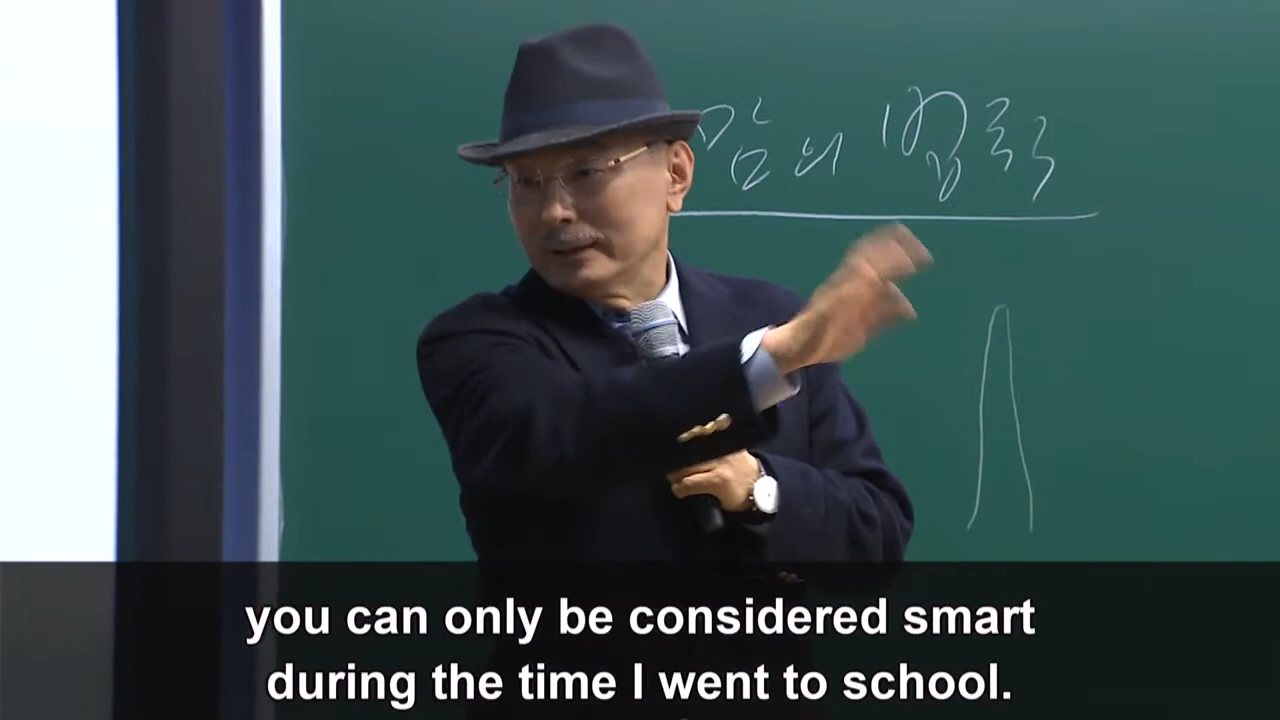 you can only be considered smart
during the time I went to school.